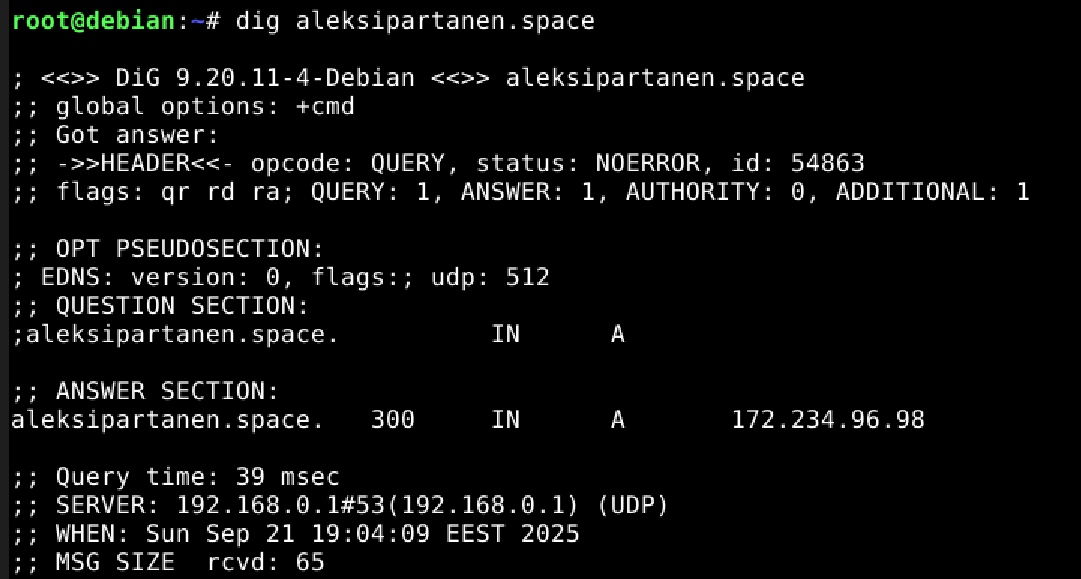 root@debian:~# dig aleksipartanen.space

; <<>> DiG 9.20.11-4-Debian <<>> aleksipartanen.space
;; global options: +cmd
;; Got answer:
;; ->>HEADER<<- opcode: QUERY, status: NOERROR, id: 54863
;; flags: qr rd ra; QUERY: 1, ANSWER: 1, AUTHORITY: 0, ADDITIONAL: 1

;; OPT PSEUDOSECTION:
; EDNS: version: 0, flags:; udp: 512
;; QUESTION SECTION:
;aleksipartanen.space.          IN      A

;; ANSWER SECTION:
aleksipartanen.space.   300     IN      A       172.234.96.98

;; Query time: 39 msec
;; SERVER: 192.168.0.1#53(192.168.0.1) (UDP)
;; WHEN: Sun Sep 21 19:04:09 EEST 2025
;; MSG SIZE  rcvd: 65